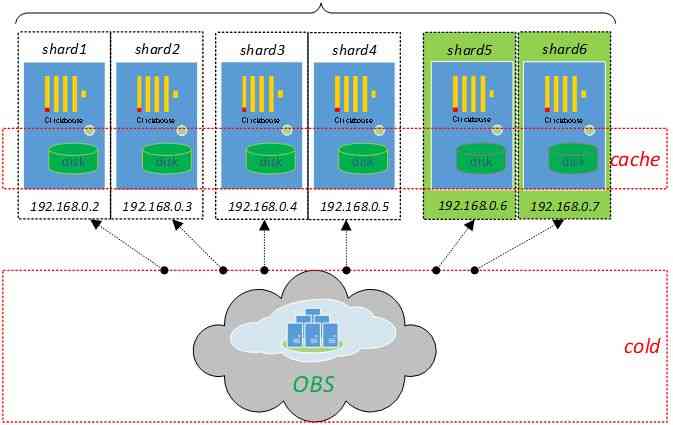 shard1 shard2 shard3 shard4 shard5 shard6
Clickhouse Clickhouse Clickhouse Clickhouse Clickhouse Clickhouse
disk disk disk disk disk disk cache
192.168.0.2 192.168.0.3 192.168.0.4 192.168.0.5 192.168.0.6 192.168.0.7
cold
OBS